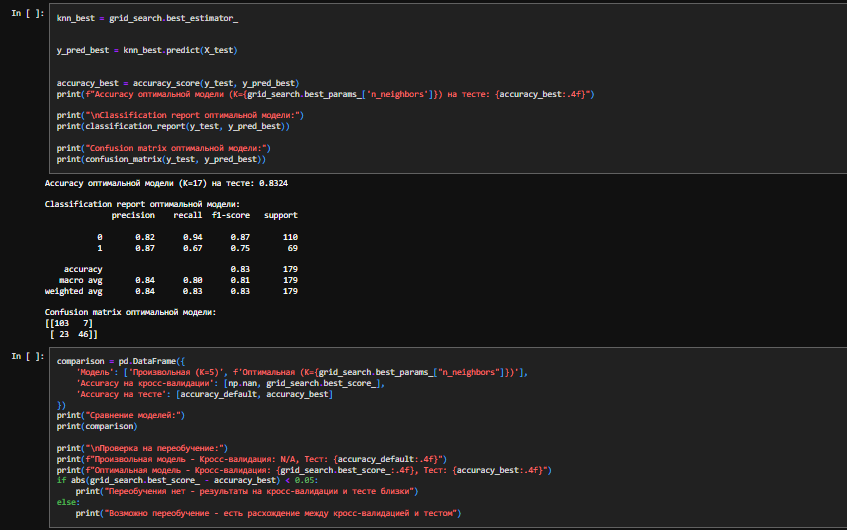 In [ ]:
knn_best = grid_search.best_estimator_
y_pred_best = knn_best.predict(X_test)
accuracy_best = accuracy_score(y_test, y_pred_best)
print(f"Accuracy оптимальной модели (K={grid_search.best_params_['n_neighbors']}) на тесте: {accuracy_best:.4f}")
print("\nClassification report оптимальной модели:")
print(classification_report(y_test, y_pred_best))
print("Confusion matrix оптимальной модели:")
print(confusion_matrix(y_test, y_pred_best))
Accuracy оптимальной модели (K=17) на тесте: 0.8324
Classification report оптимальной модели:
precision recall f1-score support
0 0.82 0.94 0.87 110
1 0.87 0.67 0.75 69
accuracy 0.83 179
macro avg 0.84 0.80 0.81 179
weighted avg 0.84 0.83 0.83 179
Confusion matrix оптимальной модели:
[[103 7]
[ 23 46]]
In [ ]:
comparison = pd.DataFrame({
'Модель': ['Произвольная (K=5)', f'Оптимальная (K={grid_search.best_params_["n_neighbors"]})'],
'Accuracy на кросс-валидации': [np.nan, grid_search.best_score_],
'Accuracy на тесте': [accuracy_default, accuracy_best]
})
print("Сравнение моделей:")
print(comparison)
print("\nПроверка на переобучение:")
print(f"Произвольная модель - Кросс-валидация: N/A, Тест: {accuracy_default:.4f}")
print(f"Оптимальная модель - Кросс-валидация: {grid_search.best_score_:.4f}, Тест: {accuracy_best:.4f}")
if abs(grid_search.best_score_ - accuracy_best) < 0.05:
print("Переобучения нет - результаты на кросс-валидации и тесте близки")
else:
print("Возможно переобучение - есть расхождение между кросс-валидацией и тестом")